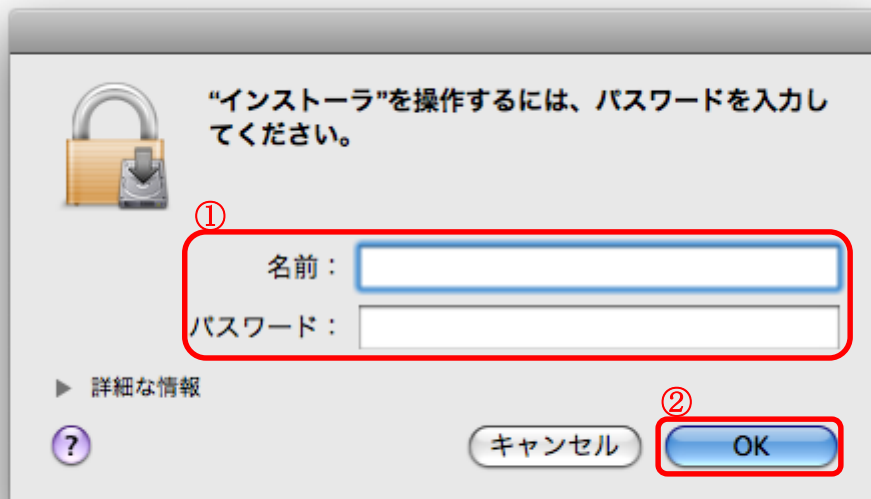 “インストーラ”を操作するには、パスワードを入力し
てください。
①
名前：
パスワード：
▶ 詳細な情報
②
? キャンセル OK